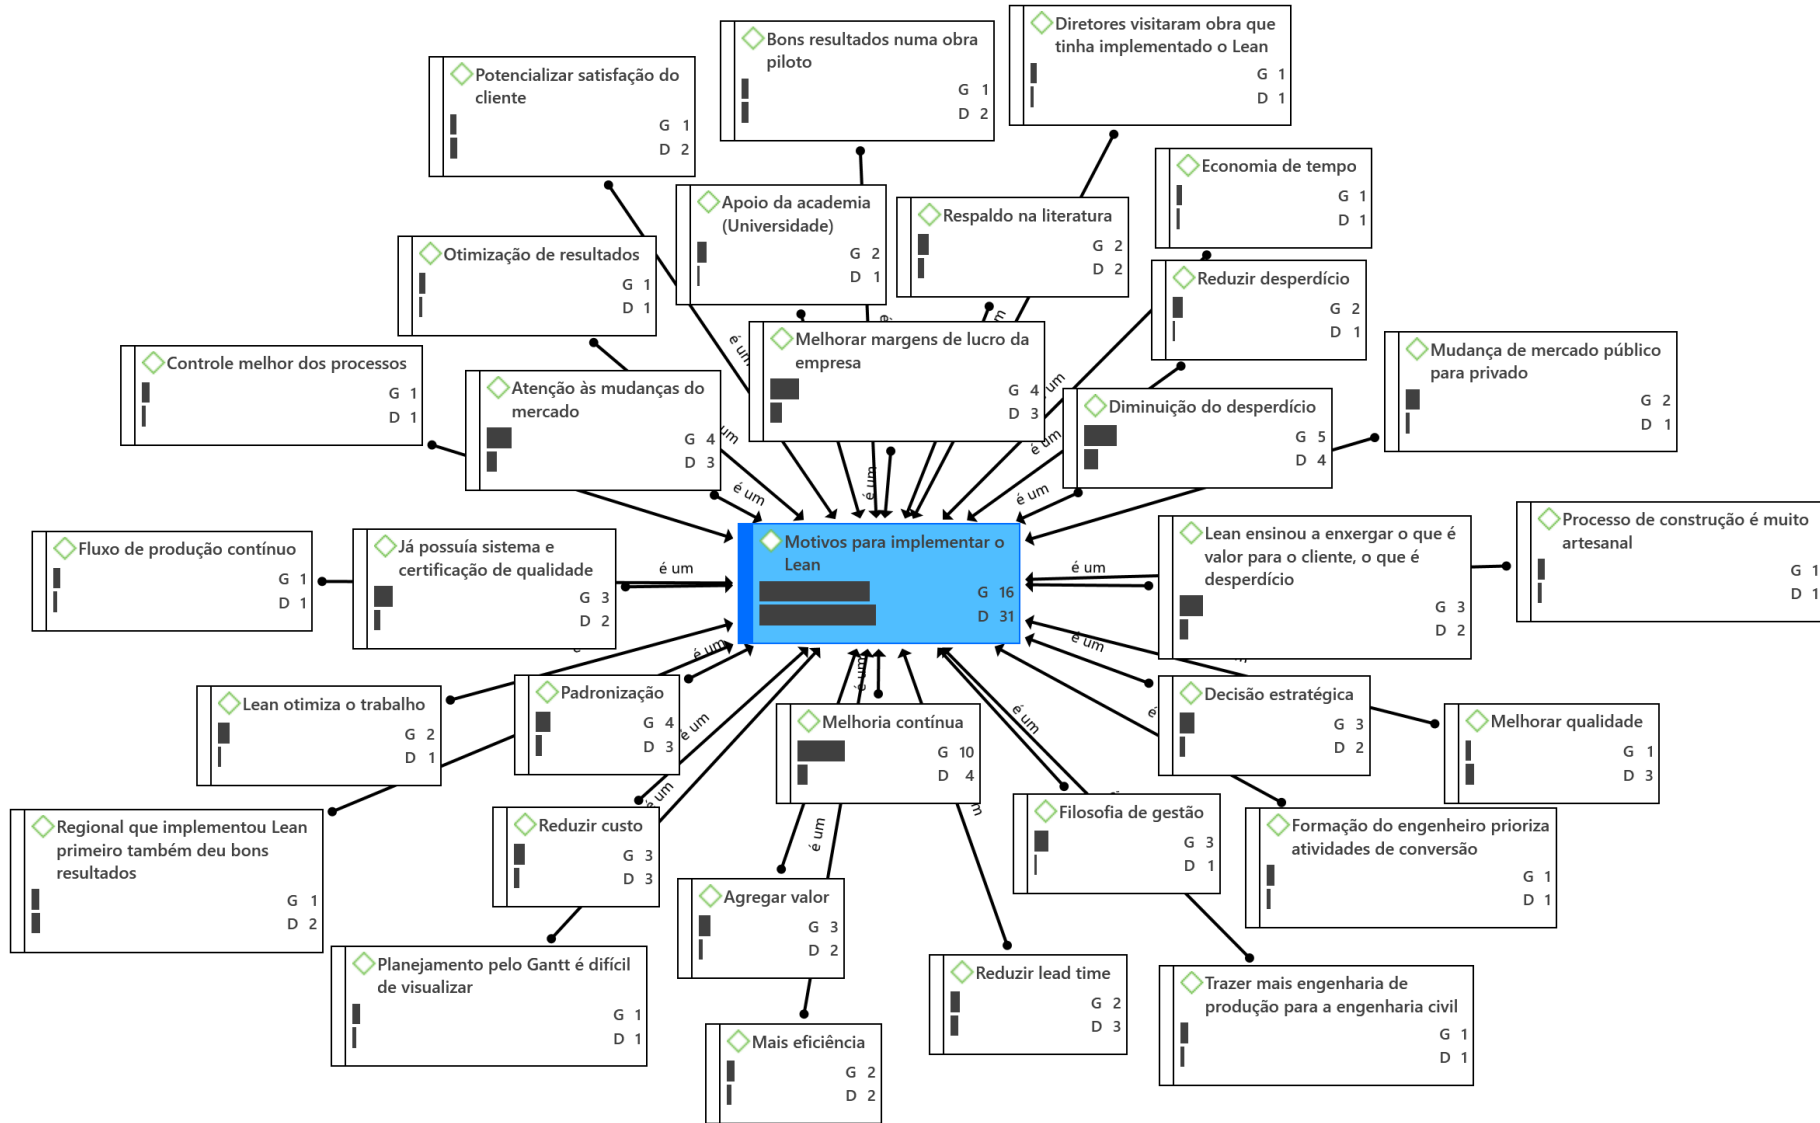 Diretores visitaram obra que
tinha implementado o Lean
G 1
D 1
Bons resultados numa obra
piloto
G 1
D 2
Potencializar satisfação do
cliente
G 1
D 2
Economia de tempo
G 1
D 1
Apoio da academia
(Universidade)
G 2
D 1
Respaldo na literatura
G 2
D 2
Otimização de resultados
G 1
D 1
Reduzir desperdício
G 2
D 1
Melhorar margens de lucro da
empresa
G 4
D 3
Mudança de mercado público
para privado
G 2
D 1
Controle melhor dos processos
G 1
D 1
Atenção às mudanças do
mercado
G 4
D 3
Diminuição do desperdício
G 5
D 4
é um
um
um
é um
é um
é um
é um
Fluxo de produção contínuo
G 1
D 1
Já possuía sistema e
certificação de qualidade
G 3
D 2
é um
Motivos para implementar o
Lean
G 16
D 31
é um
Lean ensinou a enxergar o que é
valor para o cliente, o que é
desperdício
G 3
D 2
Processo de construção é muito
artesanal
G 1
D 1
é um
é um
é um
Lean otimiza o trabalho
G 2
D 1
Padronização
G 4
D 3
é um
Melhoria contínua
G 10
D 4
é um
Decisão estratégica
G 3
D 2
Melhorar qualidade
G 1
D 3
Regional que implementou Lean
primeiro também deu bons
resultados
G 1
D 2
Reduzir custo
G 3
D 3
é um
é um
Filosofia de gestão
G 3
D 1
Formação do engenheiro prioriza
atividades de conversão
G 1
D 1
Agregar valor
G 3
D 2
Planejamento pelo Gantt é difícil
de visualizar
G 1
D 1
Reduzir lead time
G 2
D 3
Trazer mais engenharia de
produção para a engenharia civil
G 1
D 1
Mais eficiência
G 2
D 2